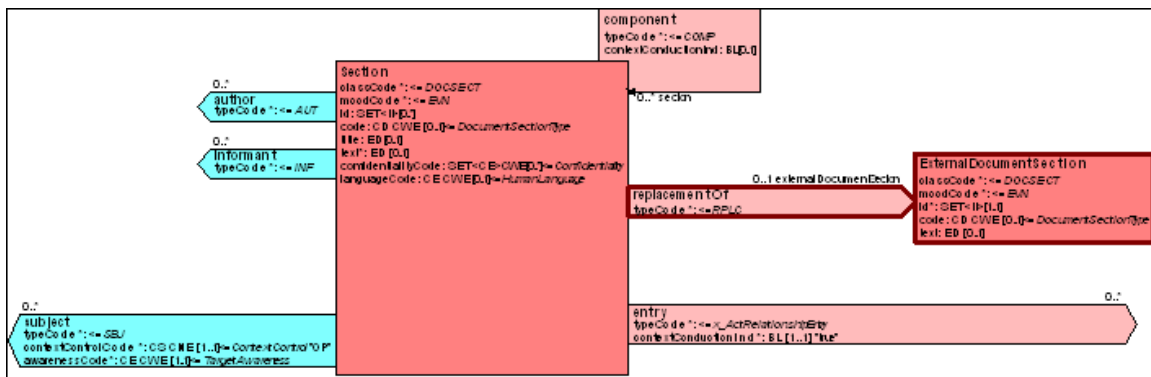 component
typeCode*: <= COMP
contextConductionInd: BL[0..1]
0..* section
Section
classCode*: <= DOCSECT
moodCode*: <= EVN
id: SET<II>[0..*]
code: CD CWE [0..1]<= DocumentSectionType
title: ED[0..1]
text*: ED [0..1]
confidentialityCode: SET<CE>CWE[0..*]<= Confidentiality
languageCode: CE CWE[0..1]<= HumanLanguage
0..*
author
typeCode*: <= AUT
0..*
informant
typeCode*: <= INF
0..1 externalDocumentSection
replacementOf
typeCode*: <= RPLC
ExternalDocumentSection
classCode*: <= DOCSECT
moodCode*: <= EVN
id*: SET<II>[1..1]
code: CD CWE [0..1]<= DocumentSectionType
text: ED [0..1]
0..*
subject
typeCode*: <= SBJ
contextControlCode*: CS CNE [1..1]<= ContextControl "OP"
awarenessCode*: CE CWE [1..1]<= TargetAwareness
0..*
entry
typeCode*: <= x_ActRelationshipEntry
contextConductionInd*: BL [1..1] "true"